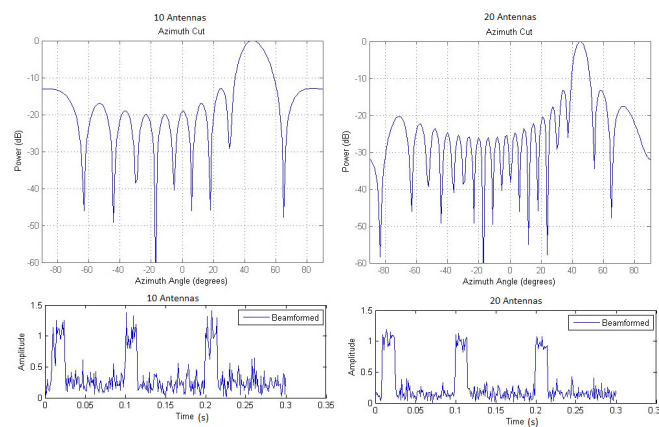 10 Antennas
Azimuth Cut
0
-10
-20
-30
-40
-50
-60
Power (dB)
-80 -60 -40 -20 0 20 40 60 80
Azimuth Angle (degrees)
20 Antennas
Azimuth Cut
0
-10
-20
-30
-40
-50
-60
Power (dB)
-80 -60 -40 -20 0 20 40 60 80
Azimuth Angle (degrees)
10 Antennas
1.5
1
0.5
0
Amplitude
Beamformed
0 0.05 0.1 0.15 0.2 0.25 0.3 0.35
Time (s)
20 Antennas
1.5
1
0.5
0
Amplitude
Beamformed
0 0.05 0.1 0.15 0.2 0.25 0.3 0.35
Time (s)